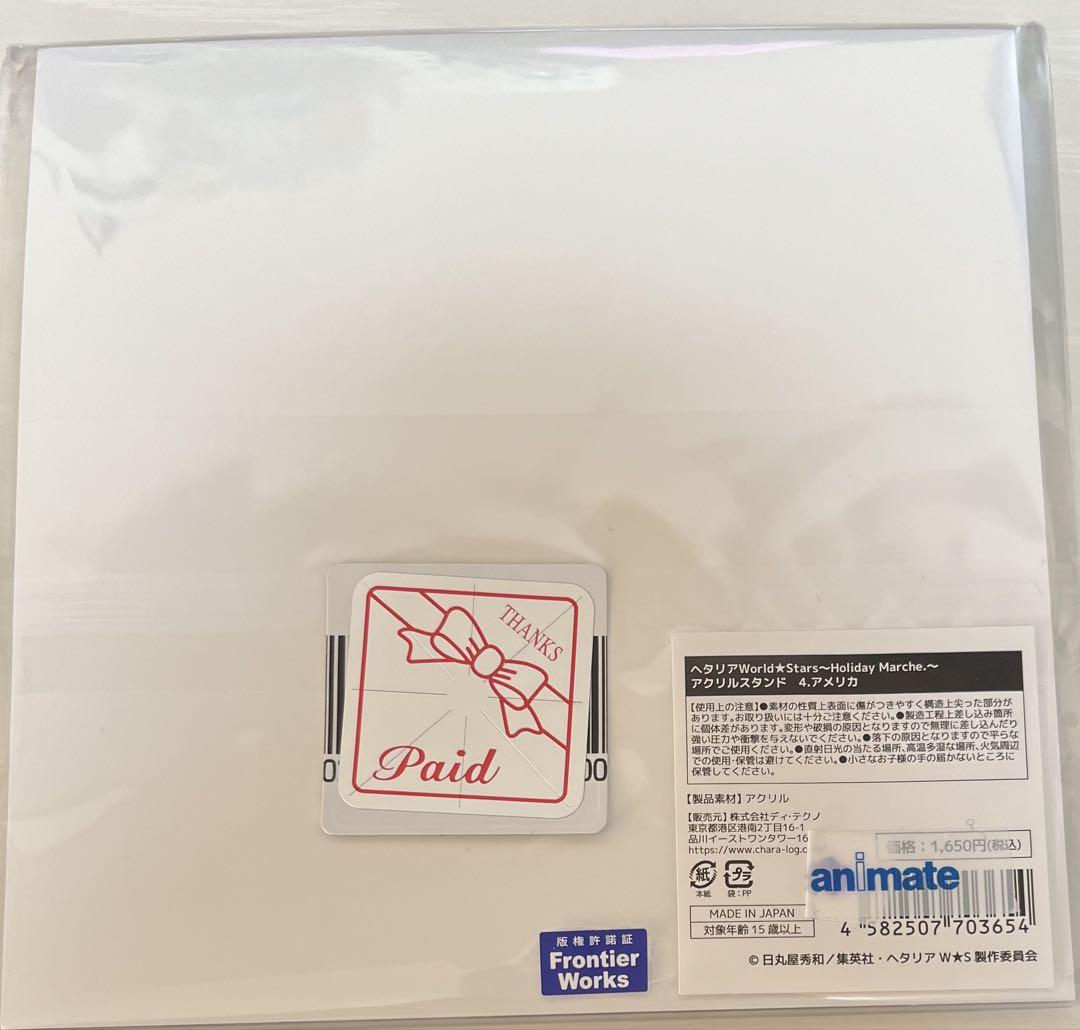 THANKS
Paid
ヘタリアWorld★Stars～Holiday Marche.～
アクリルスタンド 4.アメリカ
【使用上の注意】●素材の性質上表面に傷がつきやすく構造上尖った部分が
あります。お取り扱いには十分ご注意ください。●製造工程上差し込み箇所
に個体差があります。変形や破損の原因となりますので無理に差し込んだり
強い圧力や衝撃を与えないでください。●落下の原因となりますので平らな
場所でご使用ください。●直射日光の当たる場所、高温多湿な場所、火気周辺
での使用・保管は避けてください。●小さなお子様の手の届かないところに
保管してください。
【製品素材】アクリル
【販売元】株式会社ディ・テクノ
東京都港区港南2丁目16-1
品川イーストワンタワー16
https://www.chara-log.c
価格：1,650円(税込)
animate
紙
本紙
プラ
袋：PP
MADE IN JAPAN
対象年齢15歳以上
4 582507 703654
©日丸屋秀和／集英社・ヘタリア W★S 製作委員会
版権許諾証
Frontier
Works